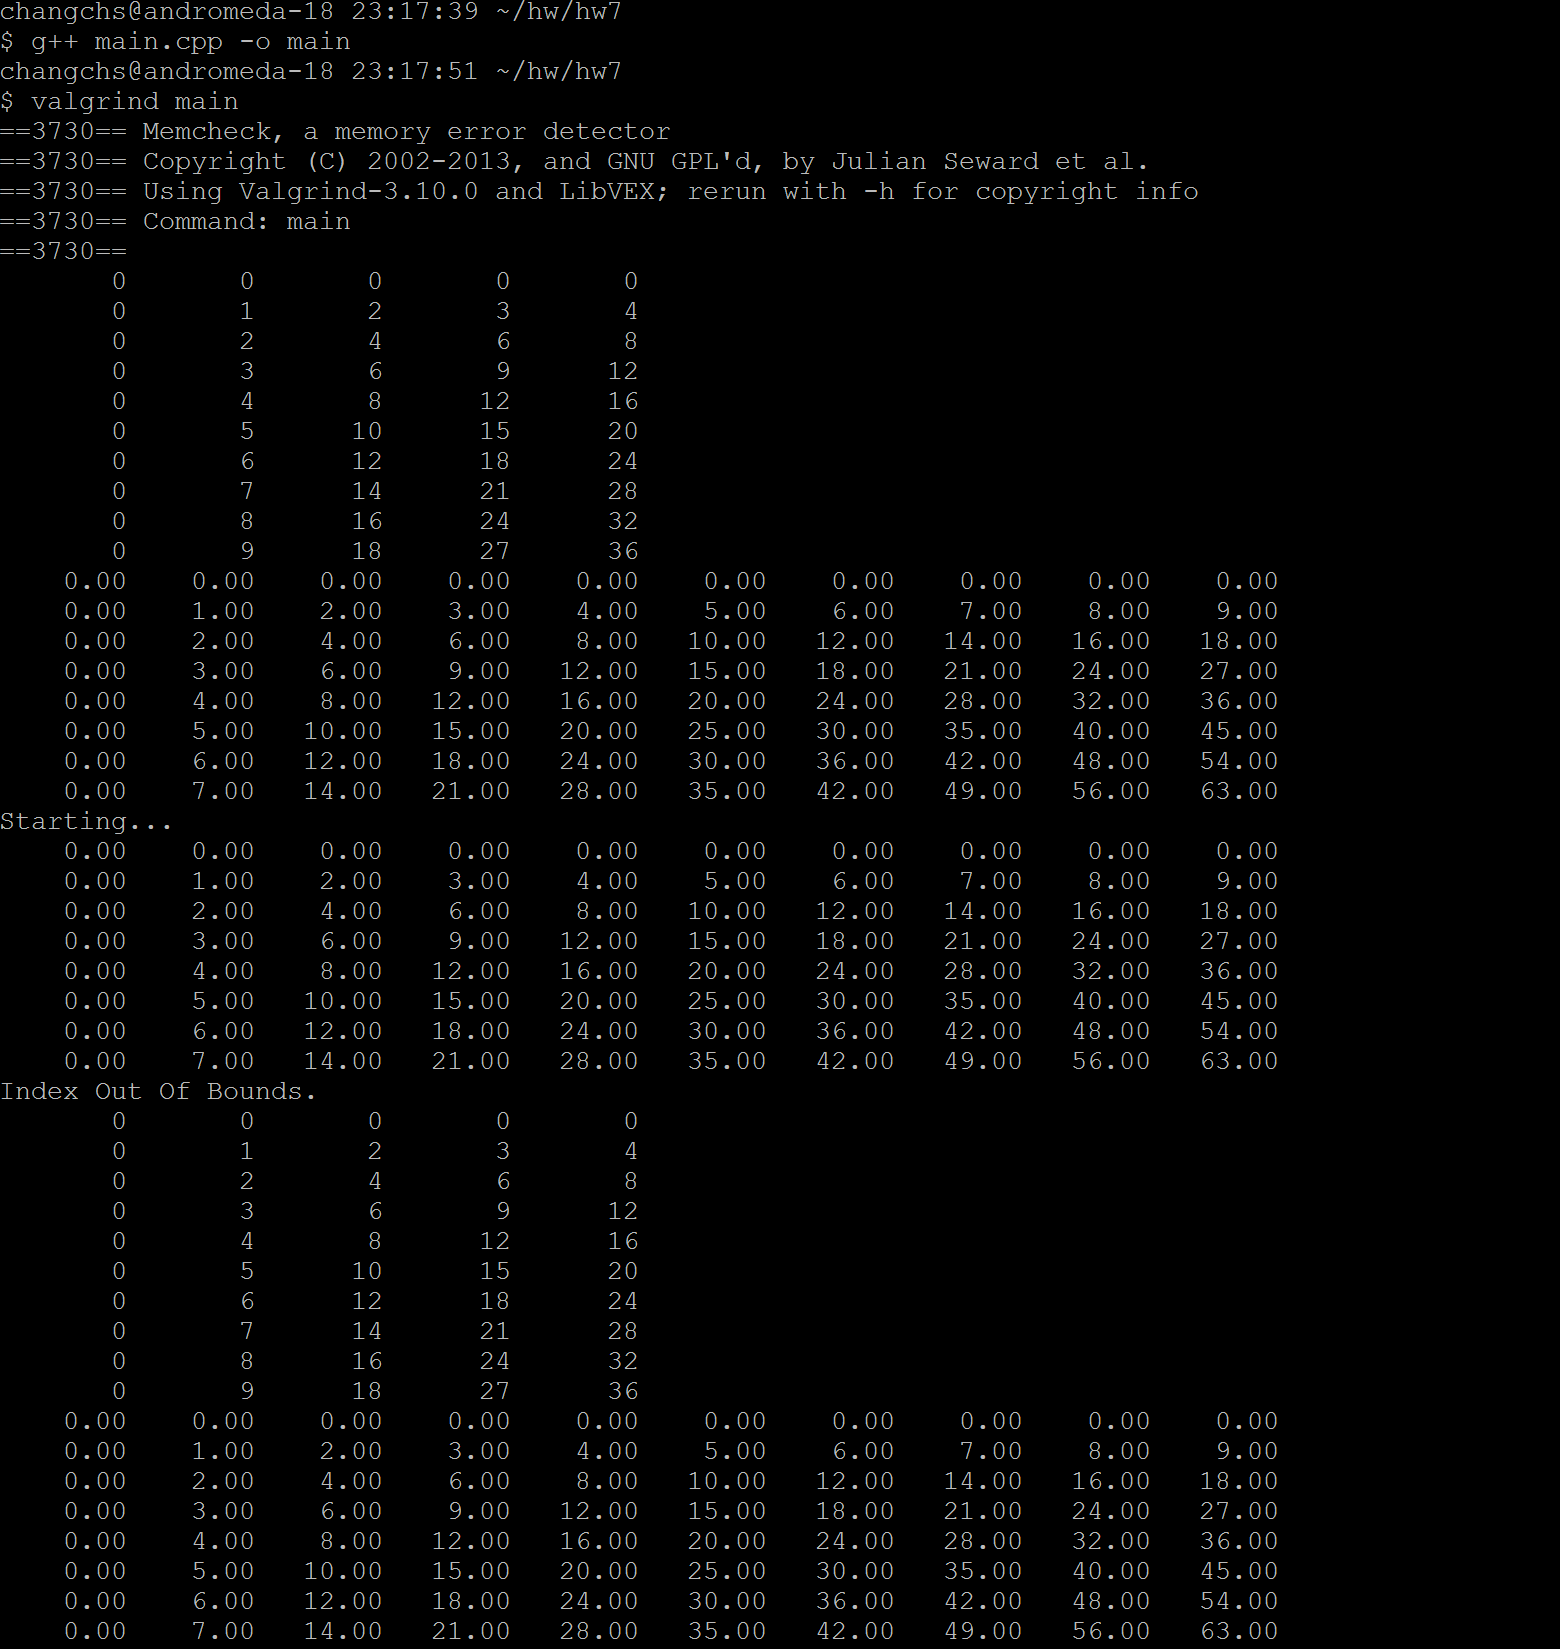 changchs@andromeda-18 23:17:39 ~/hw/hw7
$ g++ main.cpp -o main
changchs@andromeda-18 23:17:51 ~/hw/hw7
$ valgrind main
==3730== Memcheck, a memory error detector
==3730== Copyright (C) 2002-2013, and GNU GPL'd, by Julian Seward et al.
==3730== Using Valgrind-3.10.0 and LibVEX; rerun with -h for copyright info
==3730== Command: main
==3730==
       0       0       0       0       0
       0       1       2       3       4
       0       2       4       6       8
       0       3       6       9      12
       0       4       8      12      16
       0       5      10      15      20
       0       6      12      18      24
       0       7      14      21      28
       0       8      16      24      32
       0       9      18      27      36
    0.00    0.00    0.00    0.00    0.00    0.00    0.00    0.00    0.00    0.00
    0.00    1.00    2.00    3.00    4.00    5.00    6.00    7.00    8.00    9.00
    0.00    2.00    4.00    6.00    8.00   10.00   12.00   14.00   16.00   18.00
    0.00    3.00    6.00    9.00   12.00   15.00   18.00   21.00   24.00   27.00
    0.00    4.00    8.00   12.00   16.00   20.00   24.00   28.00   32.00   36.00
    0.00    5.00   10.00   15.00   20.00   25.00   30.00   35.00   40.00   45.00
    0.00    6.00   12.00   18.00   24.00   30.00   36.00   42.00   48.00   54.00
    0.00    7.00   14.00   21.00   28.00   35.00   42.00   49.00   56.00   63.00
Starting...
    0.00    0.00    0.00    0.00    0.00    0.00    0.00    0.00    0.00    0.00
    0.00    1.00    2.00    3.00    4.00    5.00    6.00    7.00    8.00    9.00
    0.00    2.00    4.00    6.00    8.00   10.00   12.00   14.00   16.00   18.00
    0.00    3.00    6.00    9.00   12.00   15.00   18.00   21.00   24.00   27.00
    0.00    4.00    8.00   12.00   16.00   20.00   24.00   28.00   32.00   36.00
    0.00    5.00   10.00   15.00   20.00   25.00   30.00   35.00   40.00   45.00
    0.00    6.00   12.00   18.00   24.00   30.00   36.00   42.00   48.00   54.00
    0.00    7.00   14.00   21.00   28.00   35.00   42.00   49.00   56.00   63.00
Index Out Of Bounds.
       0       0       0       0       0
       0       1       2       3       4
       0       2       4       6       8
       0       3       6       9      12
       0       4       8      12      16
       0       5      10      15      20
       0       6      12      18      24
       0       7      14      21      28
       0       8      16      24      32
       0       9      18      27      36
    0.00    0.00    0.00    0.00    0.00    0.00    0.00    0.00    0.00    0.00
    0.00    1.00    2.00    3.00    4.00    5.00    6.00    7.00    8.00    9.00
    0.00    2.00    4.00    6.00    8.00   10.00   12.00   14.00   16.00   18.00
    0.00    3.00    6.00    9.00   12.00   15.00   18.00   21.00   24.00   27.00
    0.00    4.00    8.00   12.00   16.00   20.00   24.00   28.00   32.00   36.00
    0.00    5.00   10.00   15.00   20.00   25.00   30.00   35.00   40.00   45.00
    0.00    6.00   12.00   18.00   24.00   30.00   36.00   42.00   48.00   54.00
    0.00    7.00   14.00   21.00   28.00   35.00   42.00   49.00   56.00   63.00